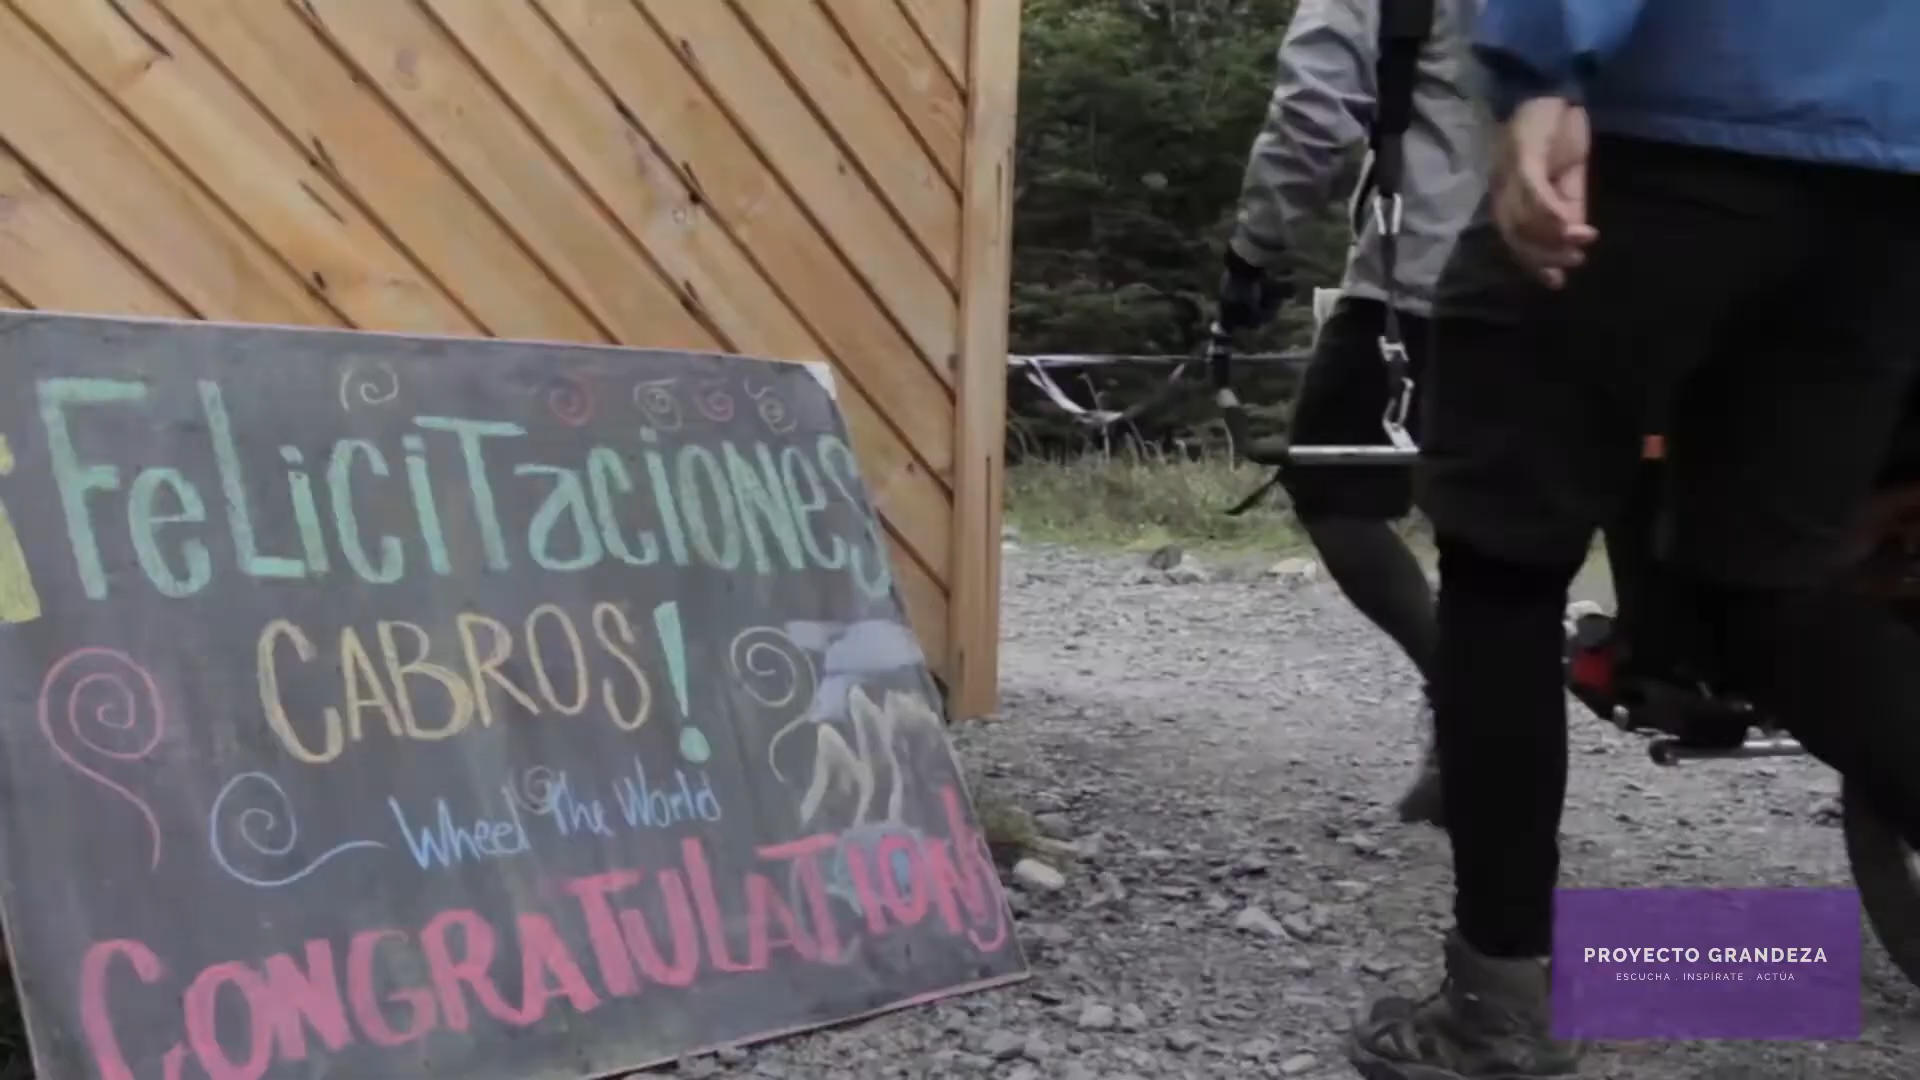 ¡FeLiciTaciones
CABROS!
Wheel The World
CONGRATULATIONS
PROYECTO GRANDEZA
ESCUCHA . INSPÍRATE . ACTÚA